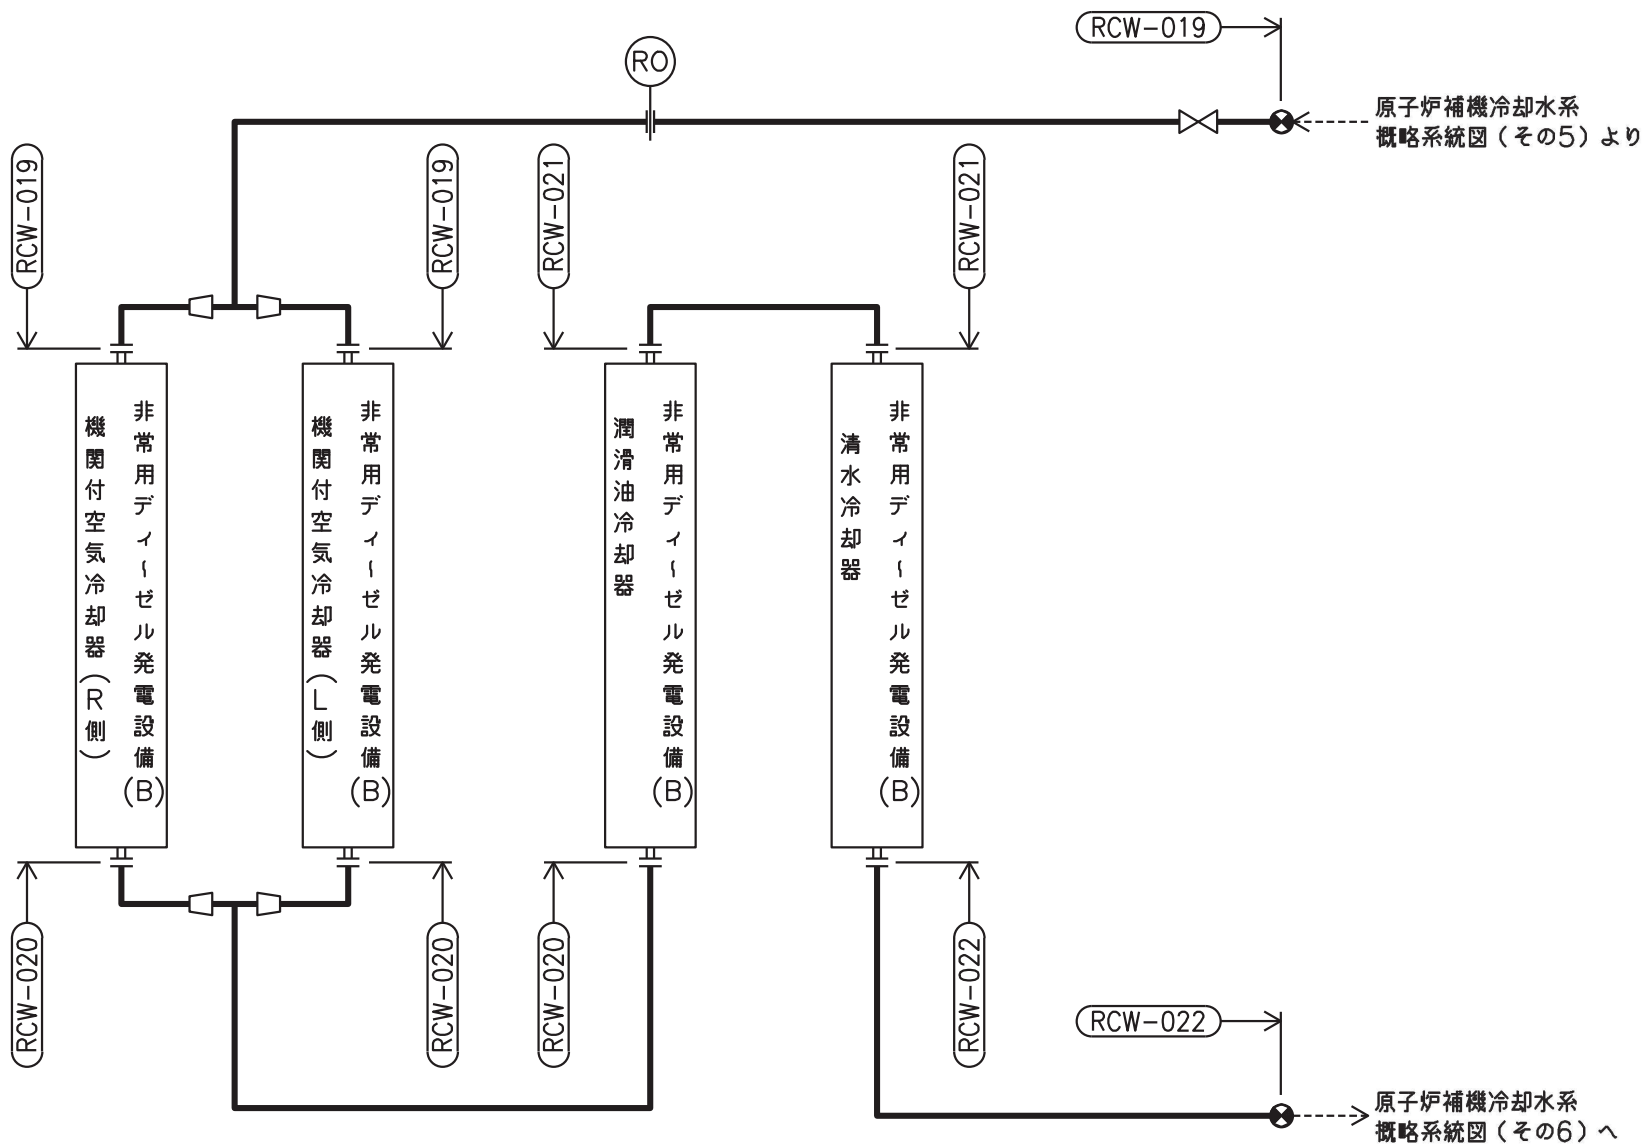 RCW-019
RO
原子炉補機冷却水系
概略系統図（その5）より
RCW-019
RCW-019
RCW-021
RCW-021
非常用ディーゼル発電設備(B)
機関付空気冷却器(R側)
非常用ディーゼル発電設備(B)
機関付空気冷却器(L側)
非常用ディーゼル発電設備(B)
潤滑油冷却器
非常用ディーゼル発電設備(B)
清水冷却器
RCW-020
RCW-020
RCW-020
RCW-022
RCW-022
原子炉補機冷却水系
概略系統図（その6）へ